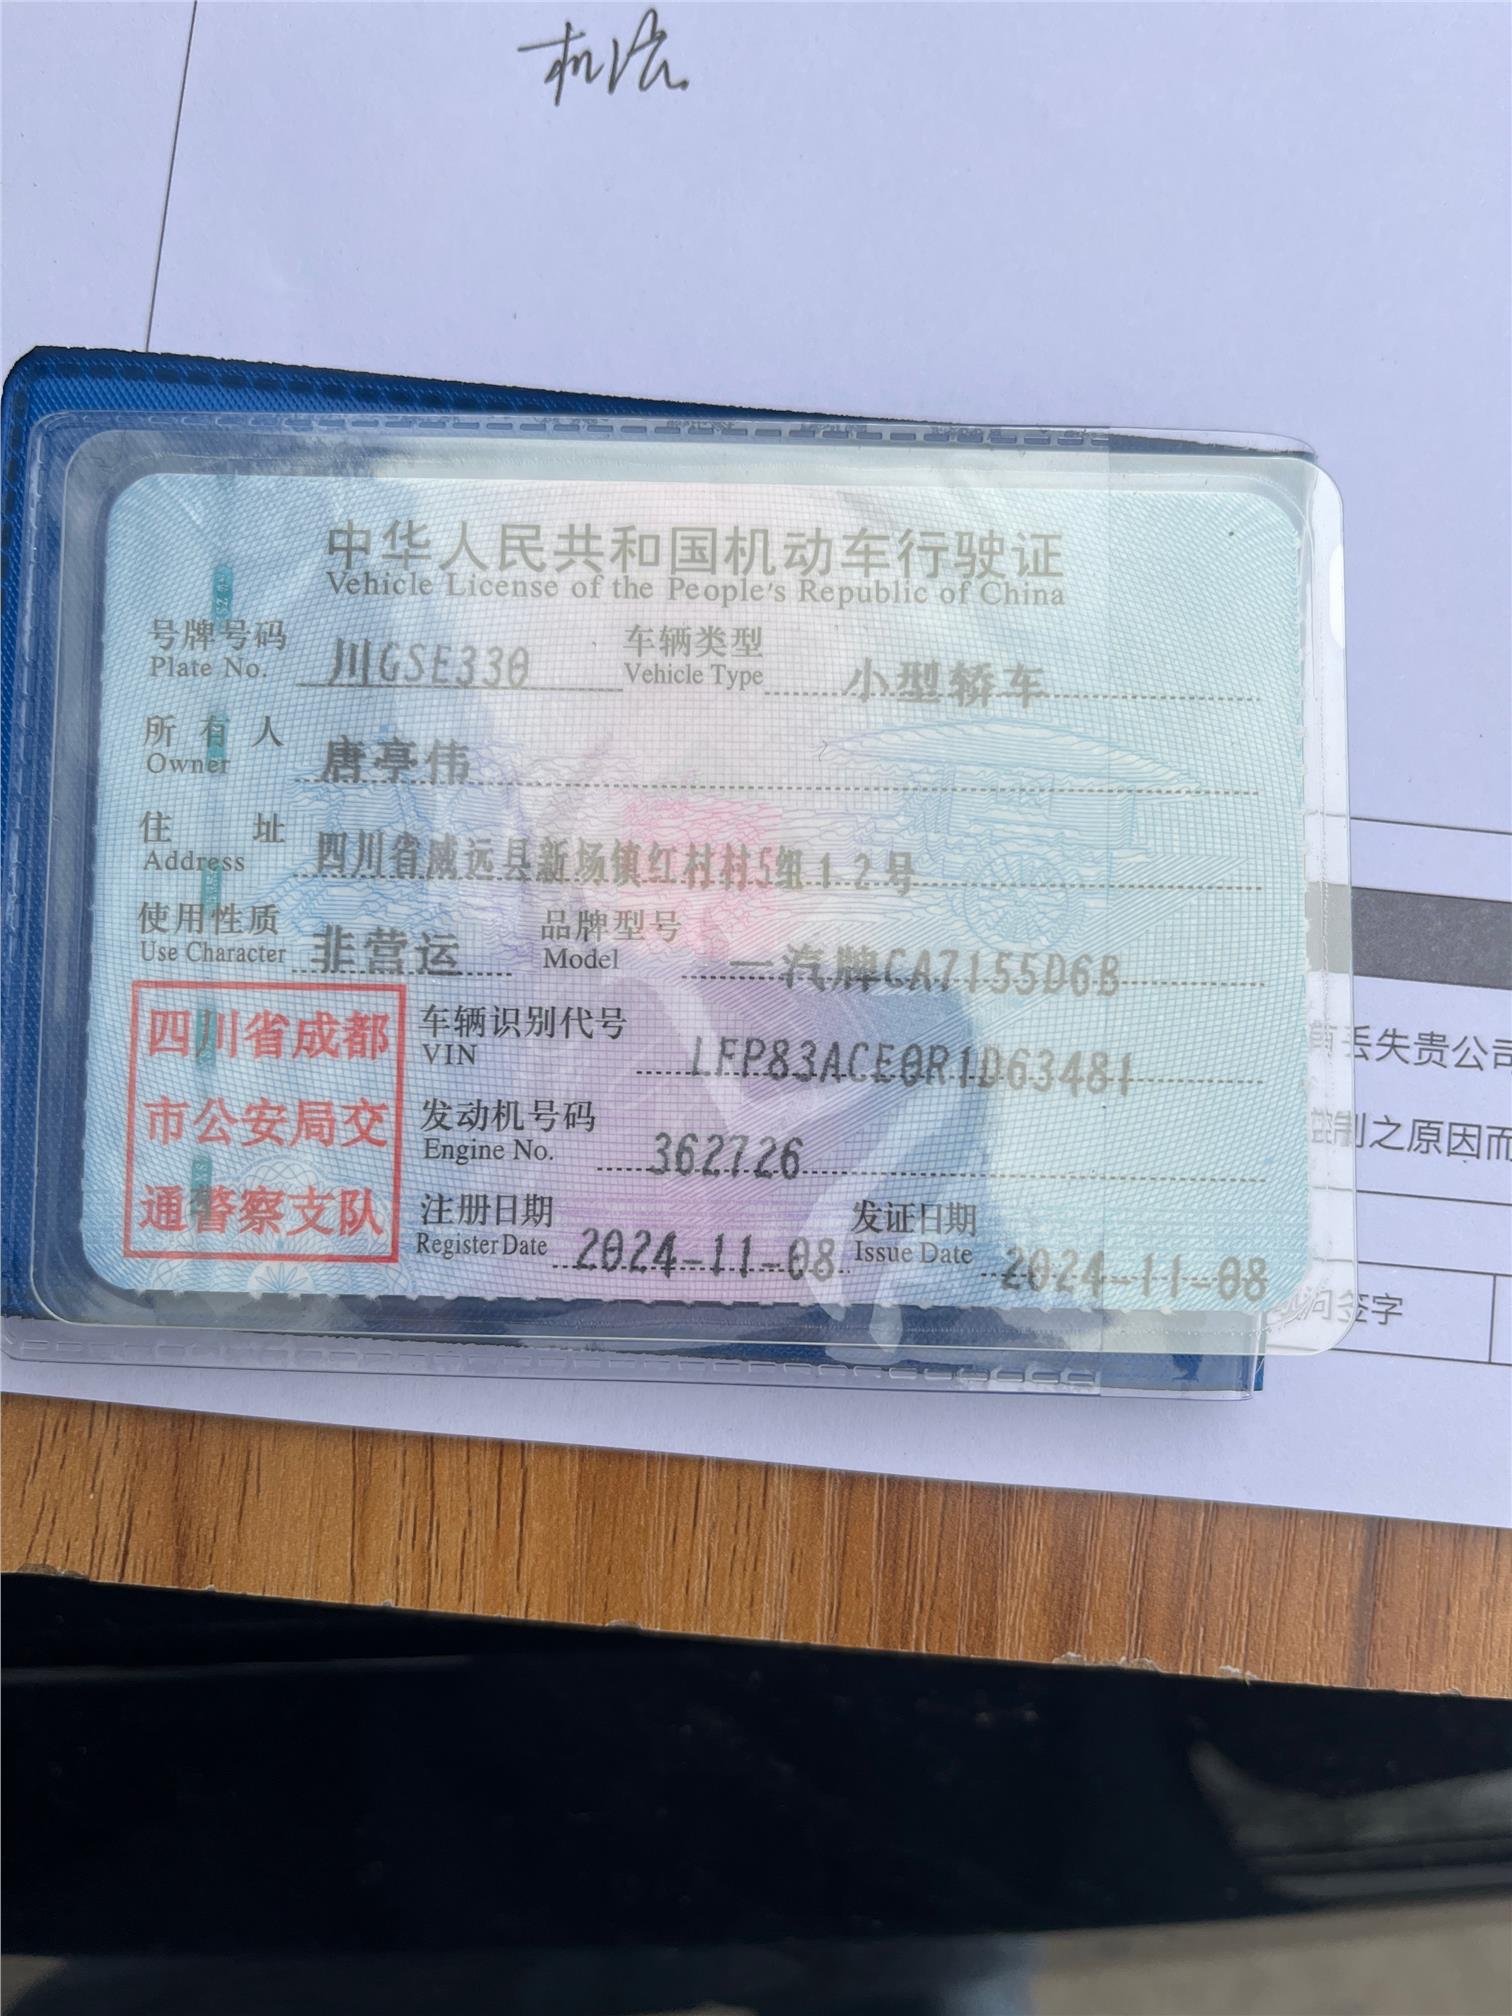 中华人民共和国机动车行驶证
Vehicle License of the People's Republic of China
号牌号码 川GSE330 车辆类型 小型轿车
Plate No. Vehicle Type
所有人 唐亭伟
Owner
住址 四川省威远县新场镇红村村5组12号
Address
使用性质 非营运 品牌型号 一汽牌CA7155D6B
Use Character Model
四川省成都
市公安局交
通警察支队
车辆识别代号 LFP83ACE0R1D63481
VIN
发动机号码 362726
Engine No.
注册日期 2024-11-08 发证日期 2024-11-08
Register Date Issue Date
丢失贵公司
控制之原因而
顾问签字